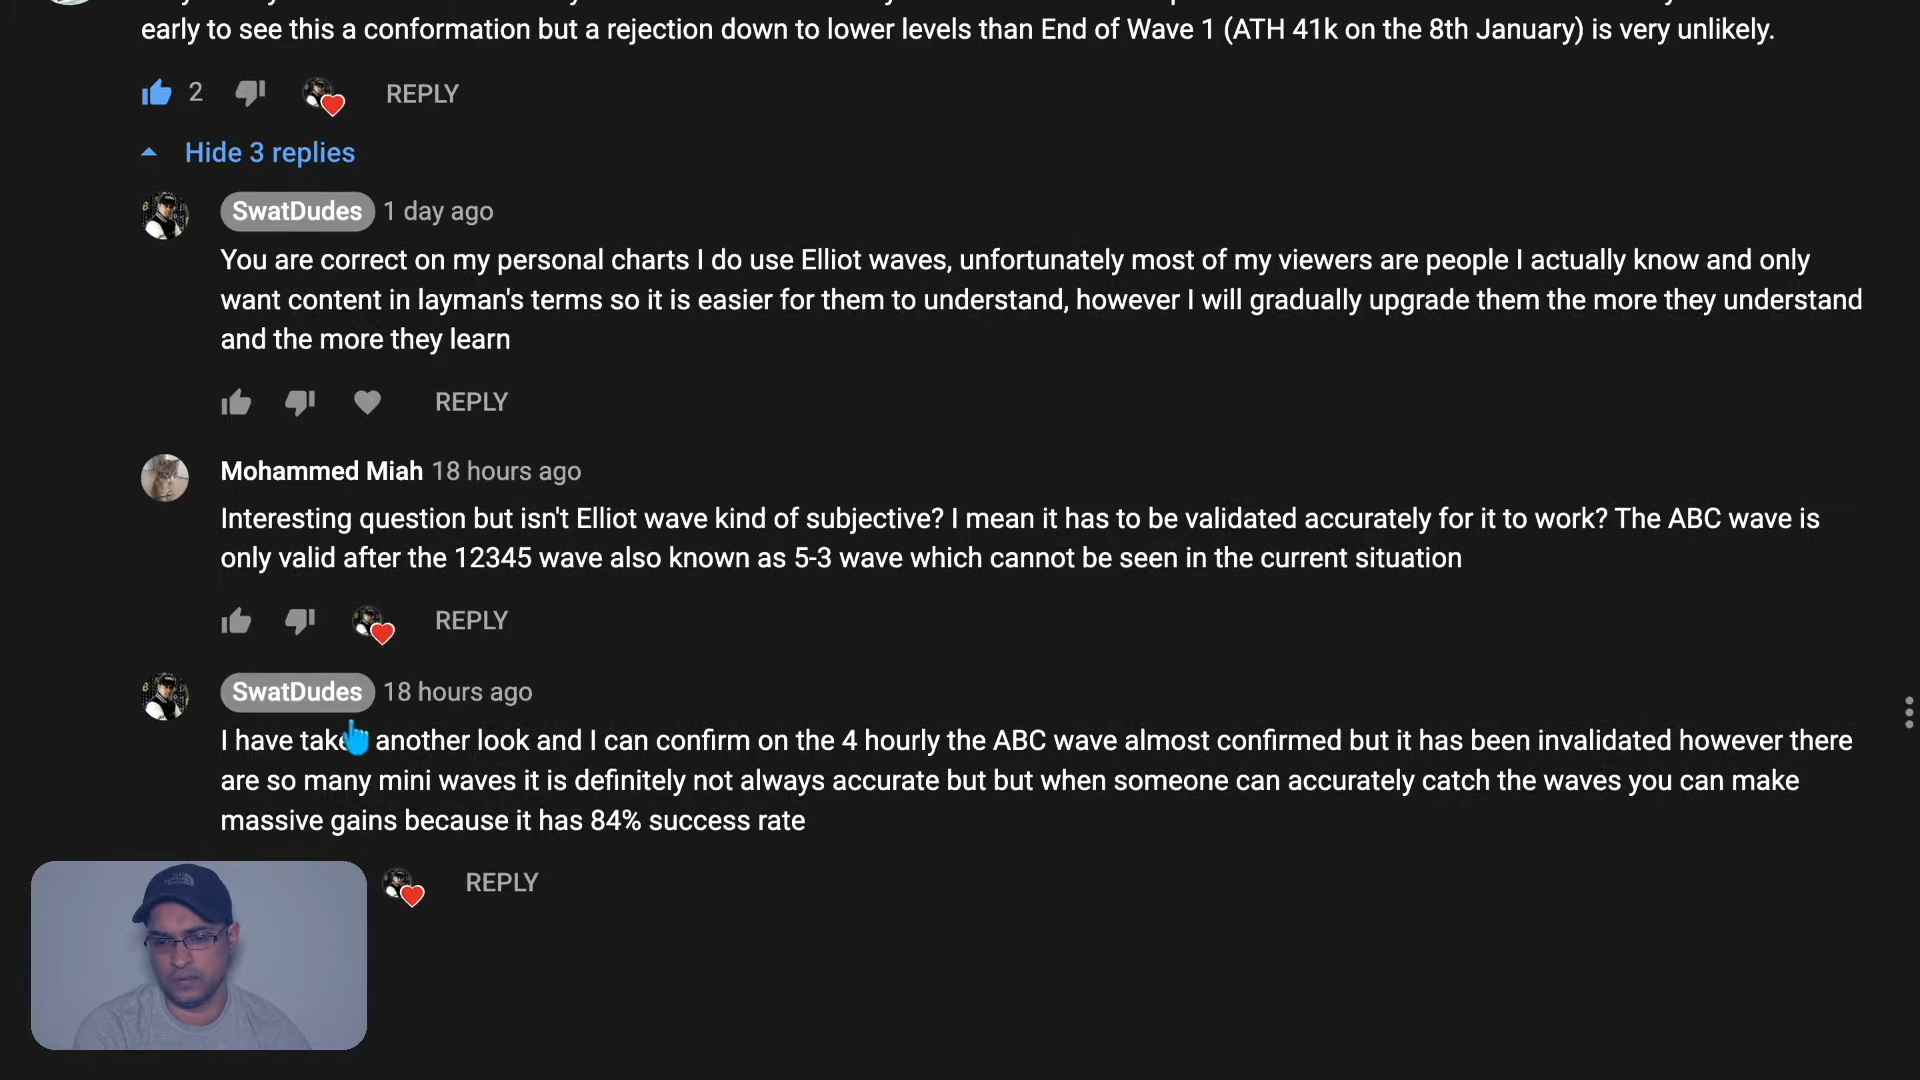 early to see this a conformation but a rejection down to lower levels than End of Wave 1 (ATH 41k on the 8th January) is very unlikely.
2 REPLY
Hide 3 replies
SwatDudes 1 day ago
You are correct on my personal charts I do use Elliot waves, unfortunately most of my viewers are people I actually know and only
want content in layman's terms so it is easier for them to understand, however I will gradually upgrade them the more they understand
and the more they learn
REPLY
Mohammed Miah 18 hours ago
Interesting question but isn't Elliot wave kind of subjective? I mean it has to be validated accurately for it to work? The ABC wave is
only valid after the 12345 wave also known as 5-3 wave which cannot be seen in the current situation
REPLY
SwatDudes 18 hours ago
I have take another look and I can confirm on the 4 hourly the ABC wave almost confirmed but it has been invalidated however there
are so many mini waves it is definitely not always accurate but but when someone can accurately catch the waves you can make
massive gains because it has 84% success rate
REPLY